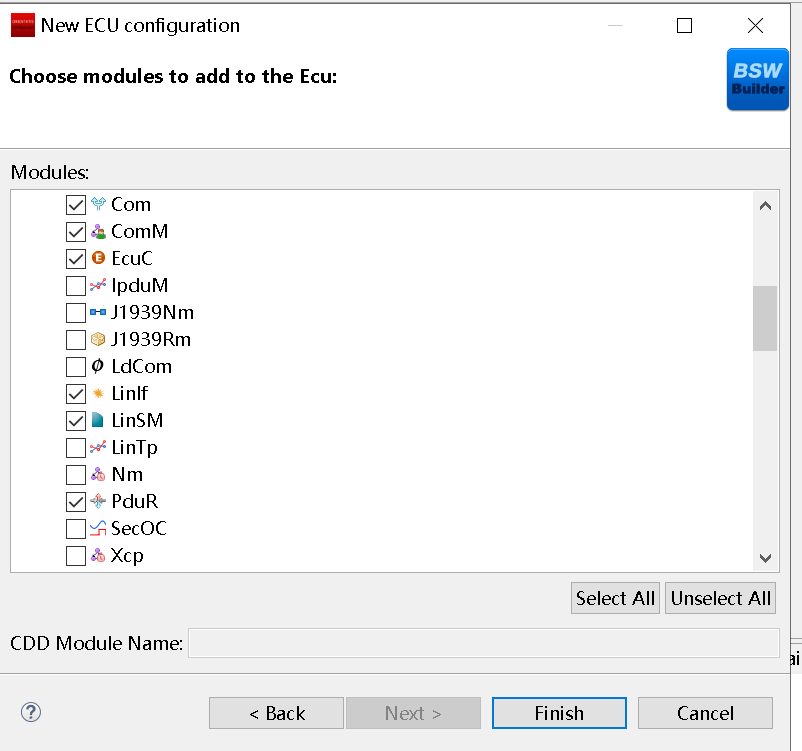 New ECU configuration
Choose modules to add to the Ecu:
BSW
Builder
Modules:
Com
ComM
EcuC
IpduM
J1939Nm
J1939Rm
LdCom
LinIf
LinSM
LinTp
Nm
PduR
SecOC
Xcp
Select All
Unselect All
CDD Module Name:
ai
?
< Back
Next >
Finish
Cancel